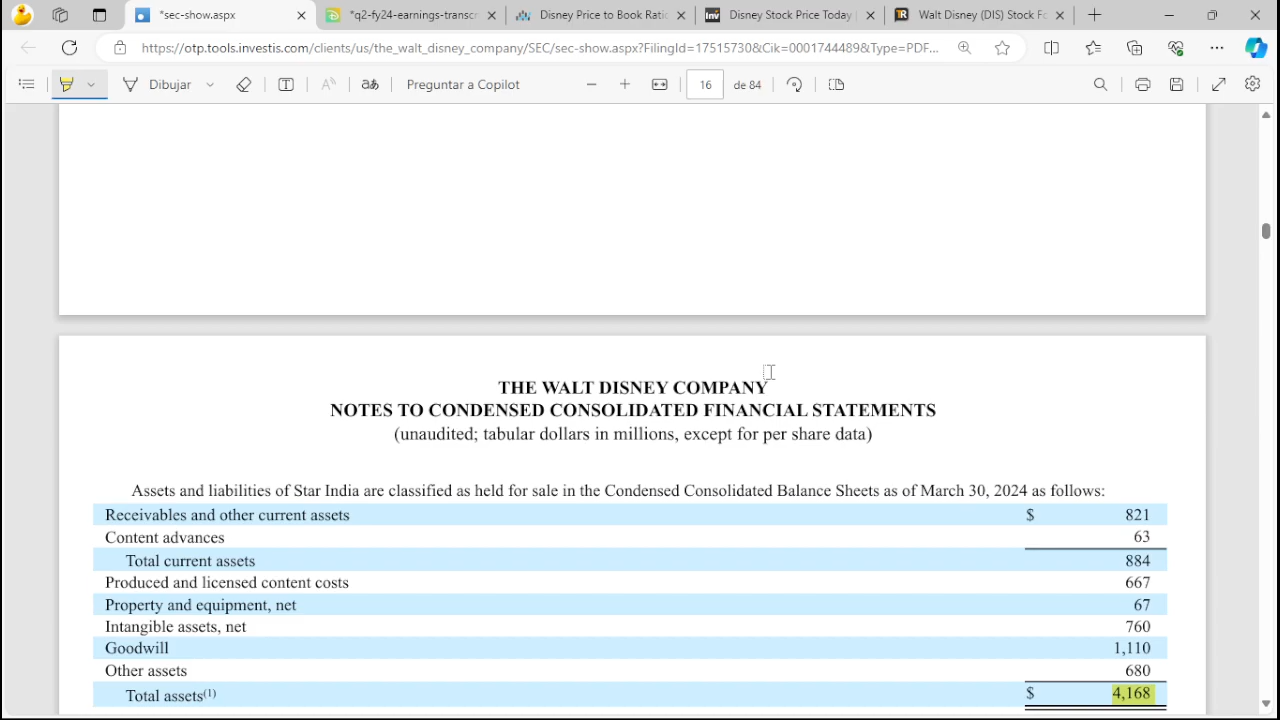 *sec-show.aspx
*q2-fy24-earnings-transcr
Disney Price to Book Ratio
Inv Disney Stock Price Today
TR Walt Disney (DIS) Stock Fo
https://otp.tools.investis.com/clients/us/the_walt_disney_company/SEC/sec-show.aspx?FilingId=17515730&Cik=0001744489&Type=PDF...
Dibujar
Preguntar a Copilot
16 de 84
THE WALT DISNEY COMPANY
NOTES TO CONDENSED CONSOLIDATED FINANCIAL STATEMENTS
(unaudited; tabular dollars in millions, except for per share data)
Assets and liabilities of Star India are classified as held for sale in the Condensed Consolidated Balance Sheets as of March 30, 2024 as follows:
Receivables and other current assets $ 821
Content advances 63
Total current assets 884
Produced and licensed content costs 667
Property and equipment, net 67
Intangible assets, net 760
Goodwill 1,110
Other assets 680
Total assets(1) $ 4,168